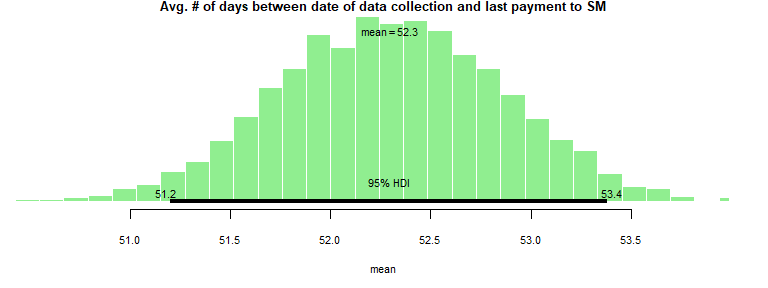 Avg. # of days between date of data collection and last payment to SM
mean = 52.3
95% HDI
51.2 53.4
51.0 51.5 52.0 52.5 53.0 53.5
mean